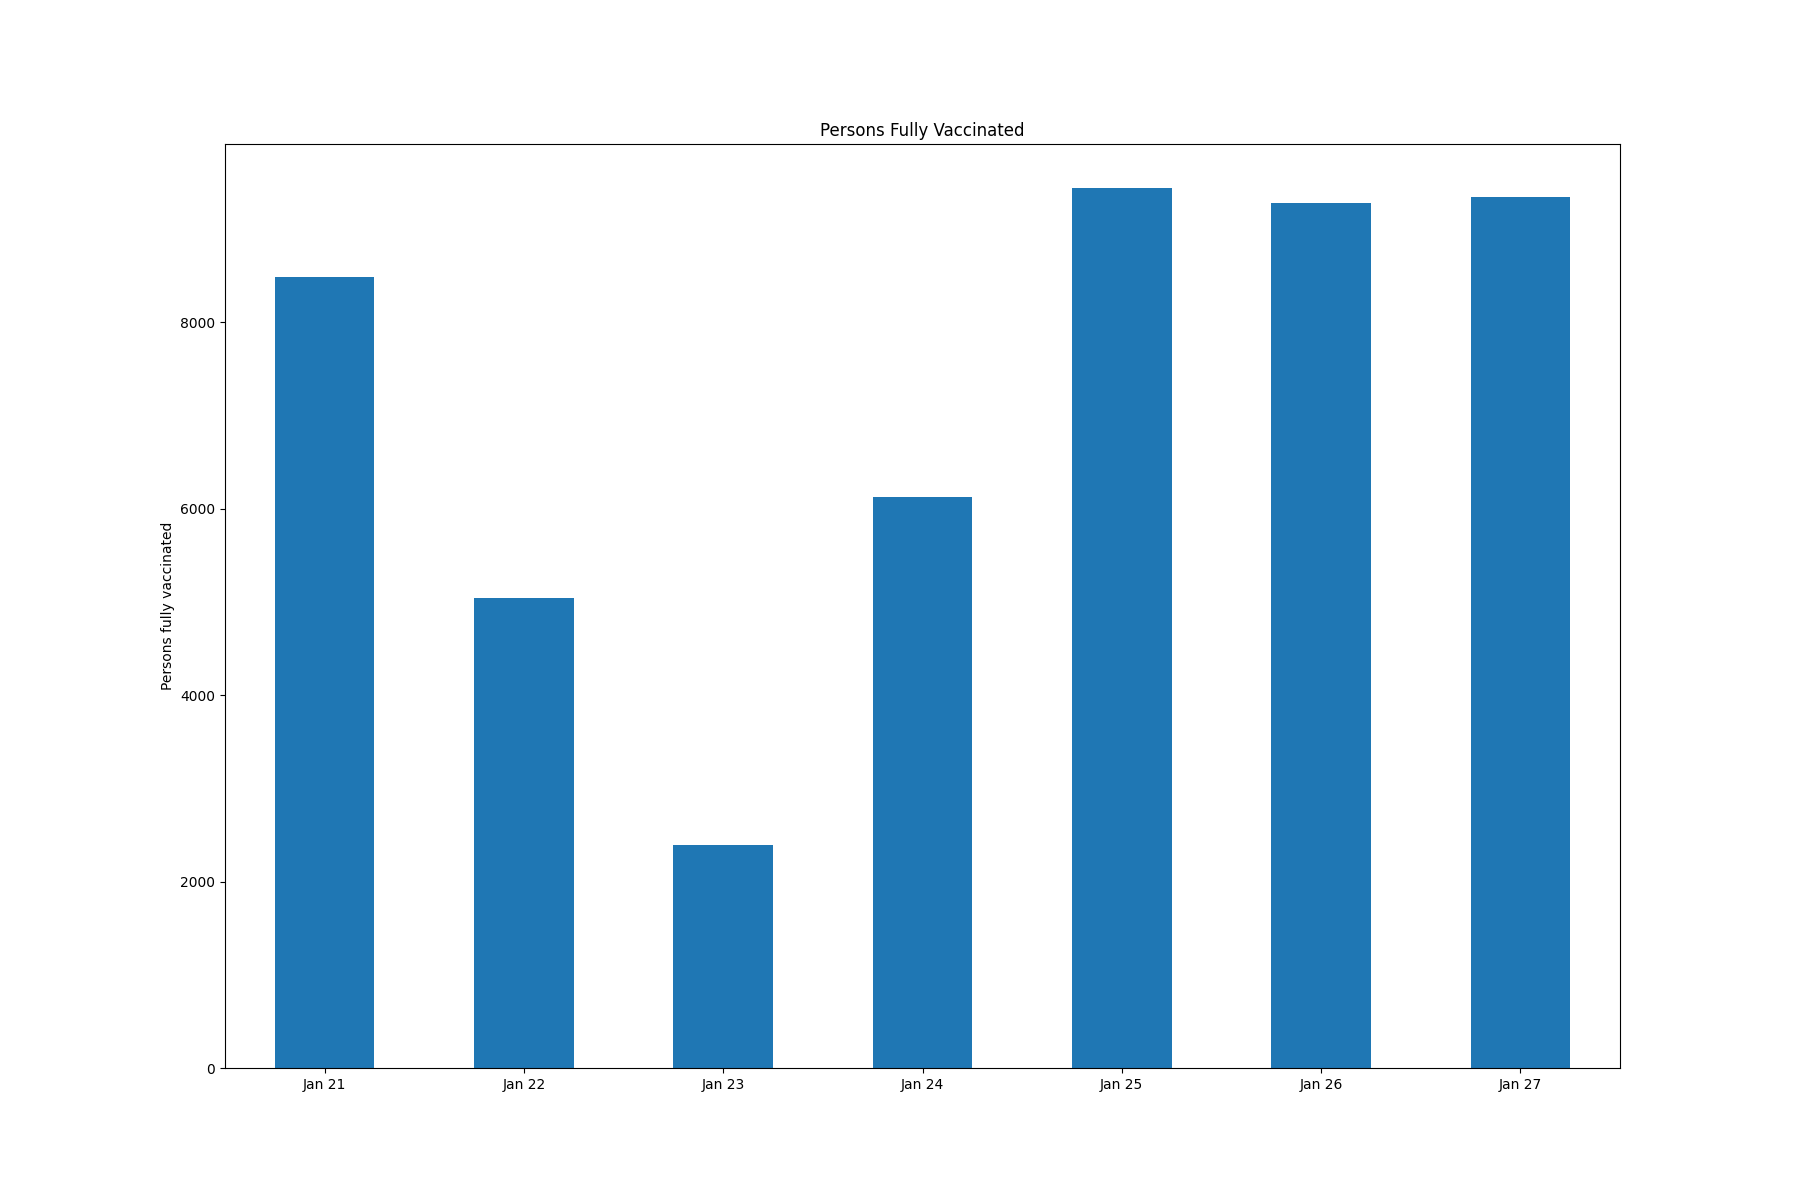 Persons Fully Vaccinated
Persons fully vaccinated
8000
6000
4000
2000
0
Jan 21
Jan 22
Jan 23
Jan 24
Jan 25
Jan 26
Jan 27